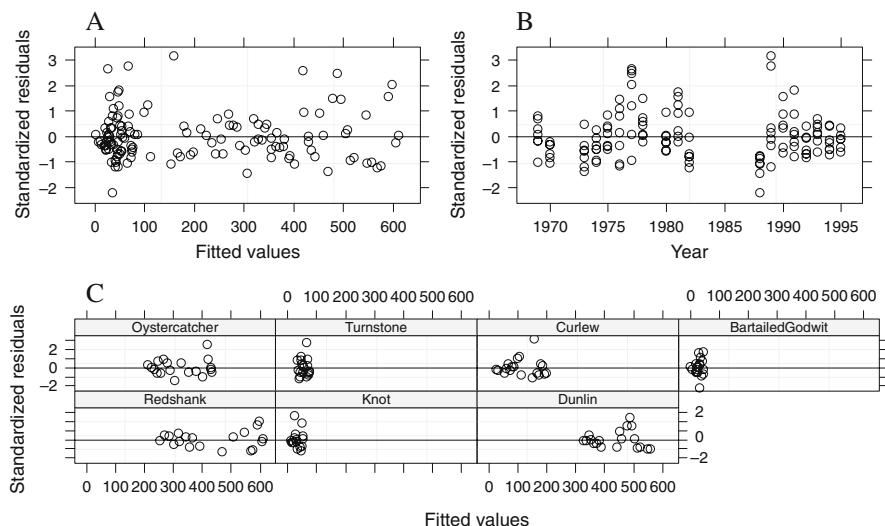 A
Standardized residuals
3
2
1
0
−1
−2
0 100 200 300 400 500 600
Fitted values
B
Standardized residuals
3
2
1
0
−1
−2
1970 1975 1980 1985 1990 1995
Year
C
0 100 200 300 400 500 600
0 100 200 300 400 500 600
Standardized residuals
Oystercatcher Turnstone Curlew BartailedGodwit
2
0
−2
Redshank Knot Dunlin
2
0
−2
0 100 200 300 400 500 600
0 100 200 300 400 500 600
Fitted values